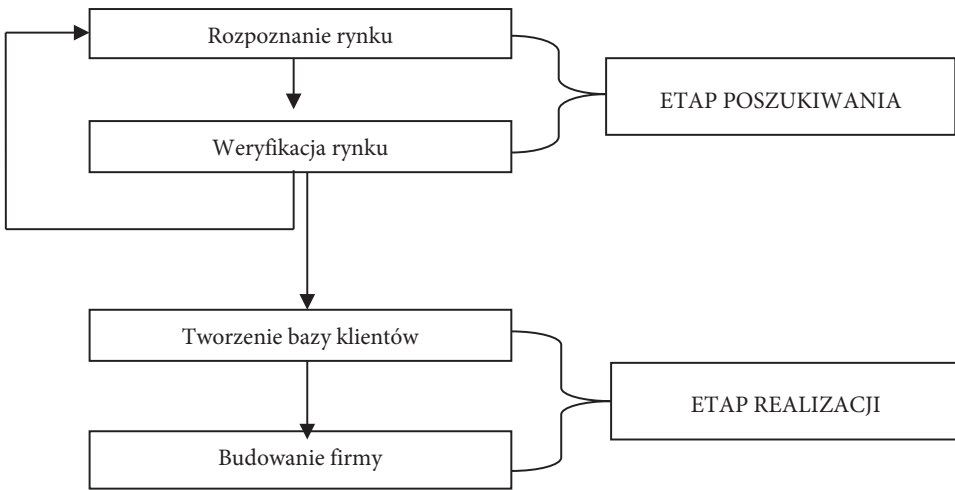 Rozpoznanie rynku
ETAP POSZUKIWANIA
Weryfikacja rynku
Tworzenie bazy klientów
ETAP REALIZACJI
Budowanie firmy